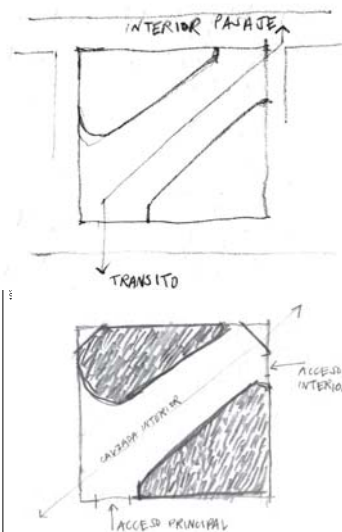 INTERIOR PASAJE
TRANSITO
ACCESO
INTERIOR
CALZADA INTERIOR
ACCESO PRINCIPAL